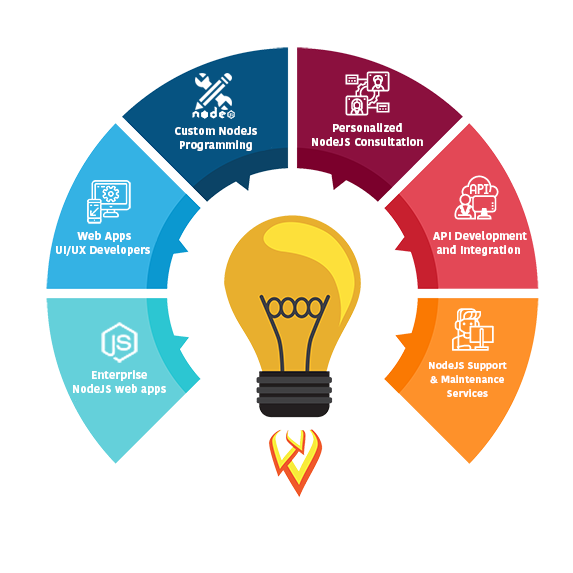 node
Custom NodeJs
Programming
Personalized
NodeJS Consultation
Web Apps
UI/UX Developers
API
API Development
and Integration
JS
Enterprise
NodeJS web apps
NodeJS Support
& Maintenance
Services